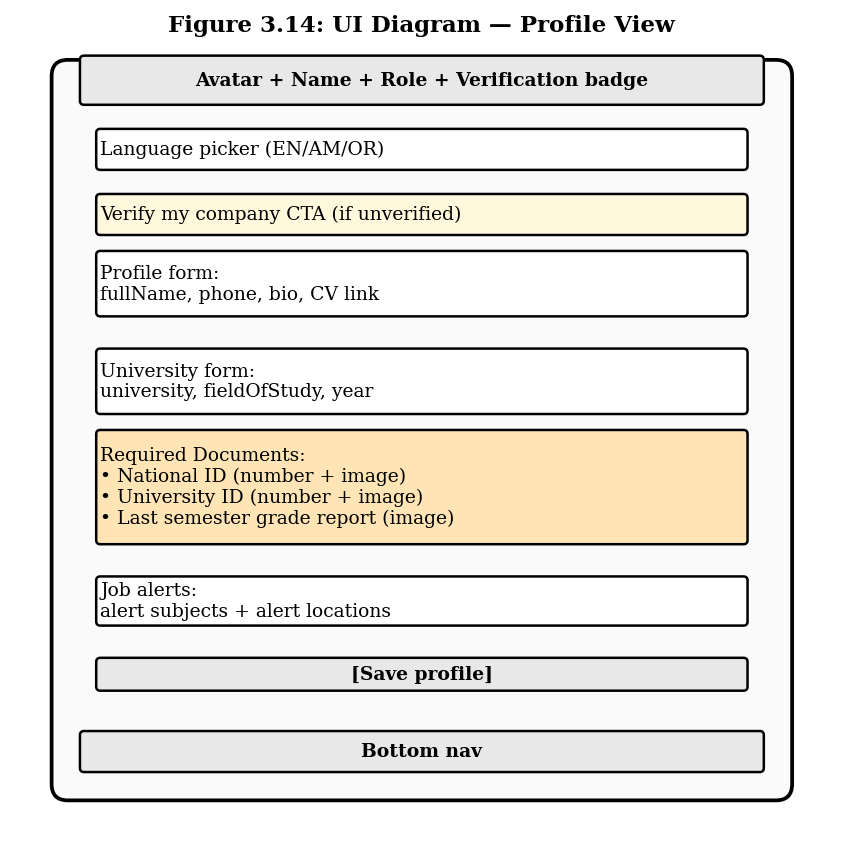 Figure 3.14: UI Diagram — Profile View
Avatar + Name + Role + Verification badge
Language picker (EN/AM/OR)
Verify my company CTA (if unverified)
Profile form:
fullName, phone, bio, CV link
University form:
university, fieldOfStudy, year
Required Documents:
• National ID (number + image)
• University ID (number + image)
• Last semester grade report (image)
Job alerts:
alert subjects + alert locations
[Save profile]
Bottom nav